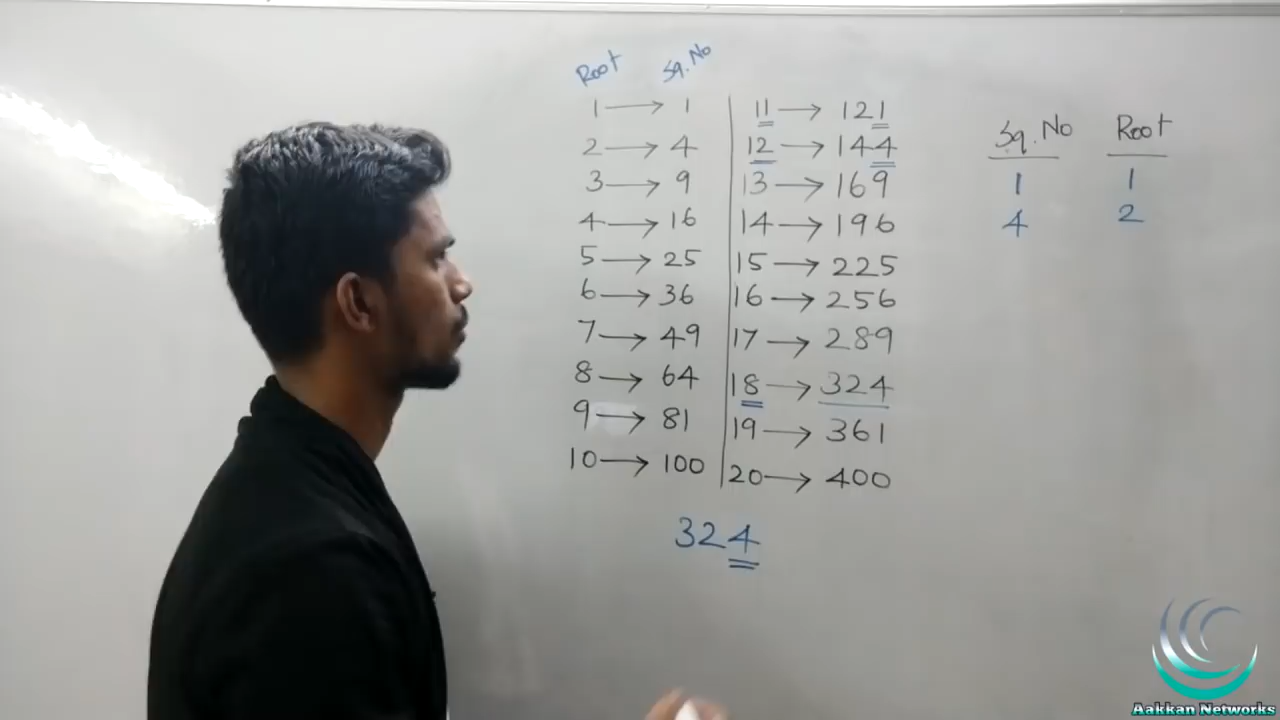 Root Sq.No
1 → 1
2 → 4
3 → 9
4 → 16
5 → 25
6 → 36
7 → 49
8 → 64
9 → 81
10 → 100
11 → 121
12 → 144
13 → 169
14 → 196
15 → 225
16 → 256
17 → 289
18 → 324
19 → 361
20 → 400
324
Sq.No Root
1 1
4 2
Aakkan Networks